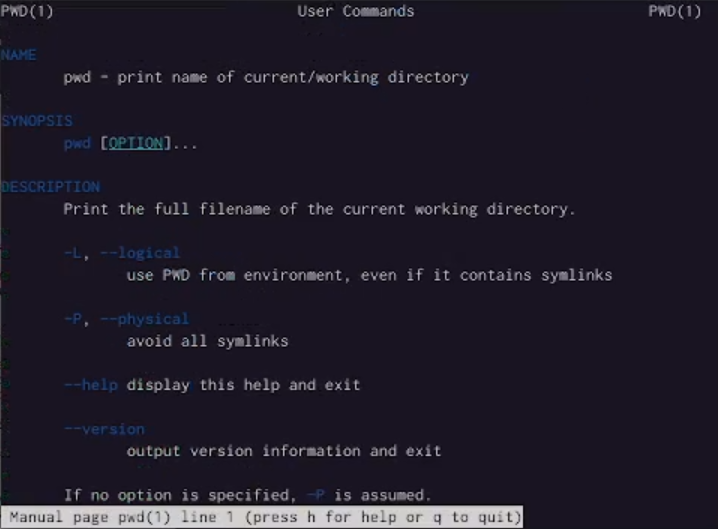 PWD(1) User Commands PWD(1)
NAME
pwd - print name of current/working directory
SYNOPSIS
pwd [OPTION]...
DESCRIPTION
Print the full filename of the current working directory.
-L, --logical
use PWD from environment, even if it contains symlinks
-P, --physical
avoid all symlinks
--help display this help and exit
--version
output version information and exit
If no option is specified, -P is assumed.
Manual page pwd(1) line 1 (press h for help or q to quit)